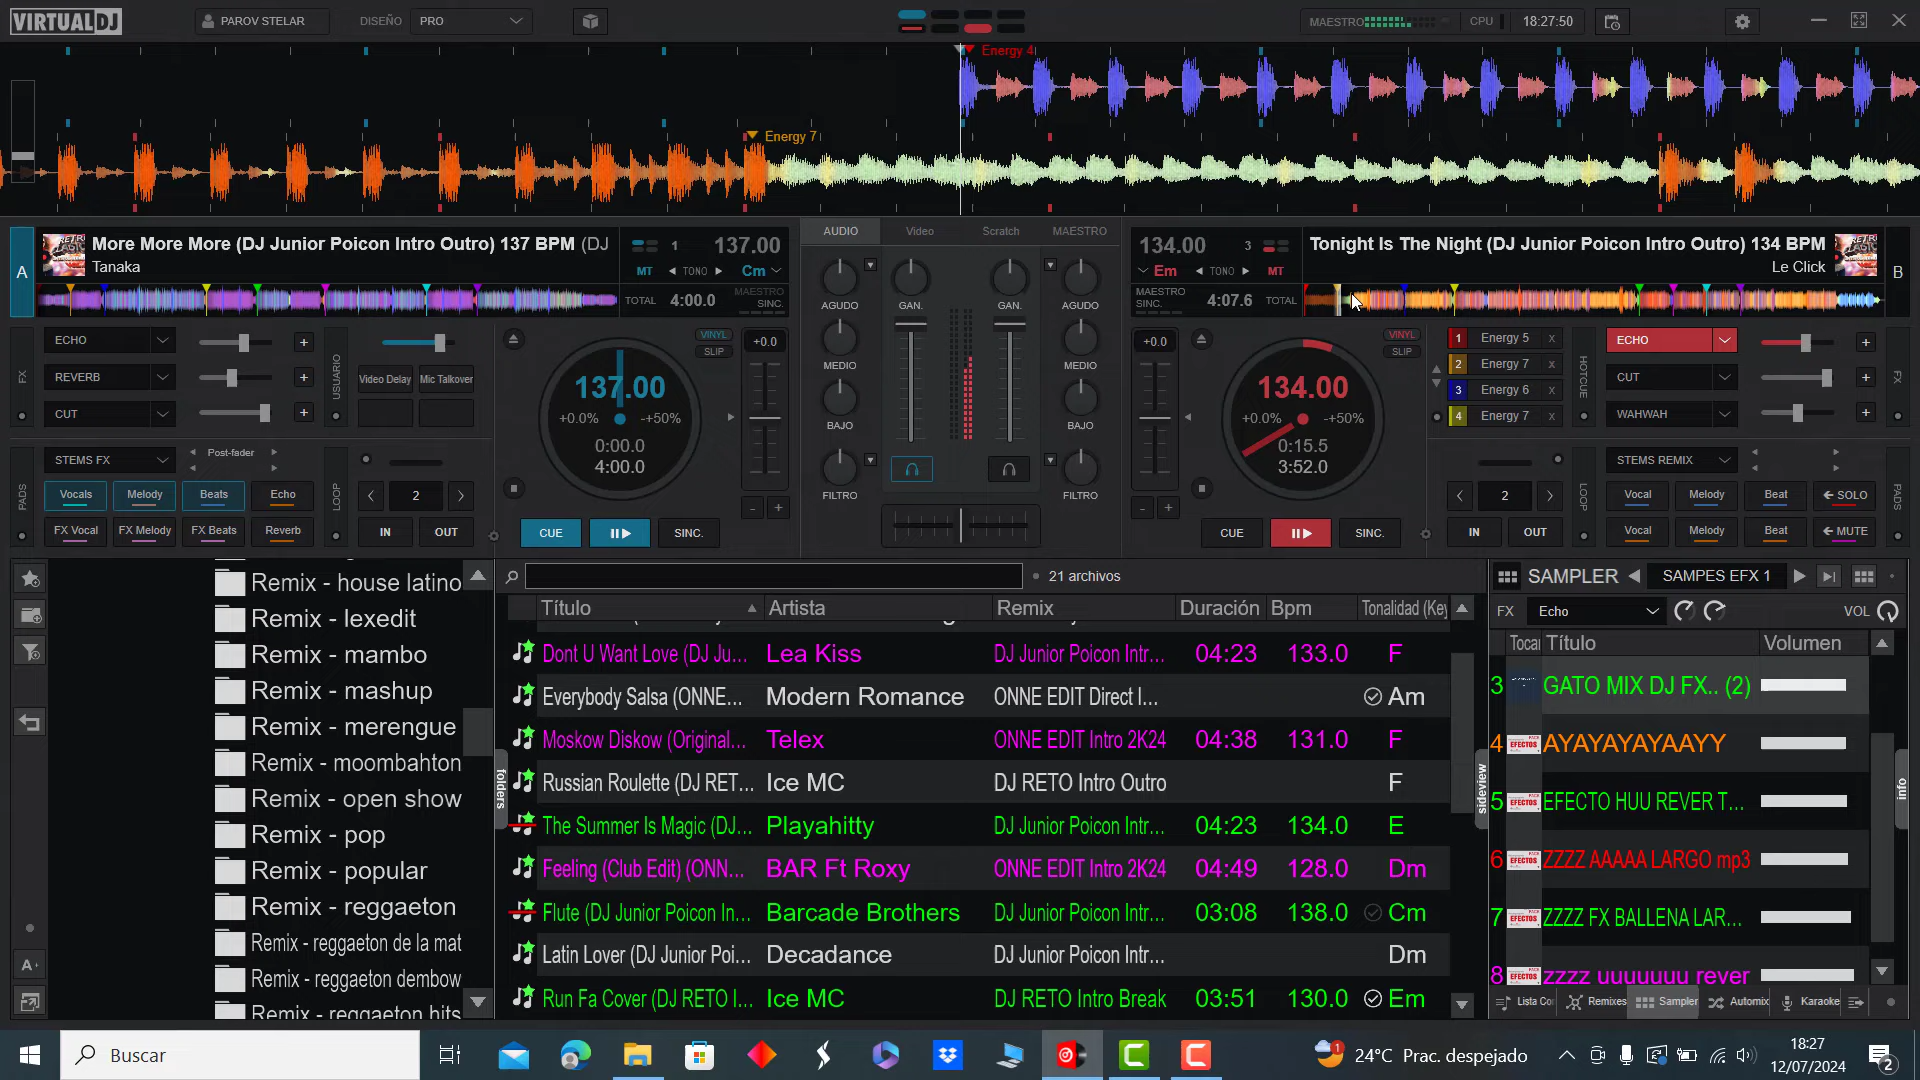 VIRTUALDJ
PAROV STELAR
DISEÑO
PRO
MAESTRO
CPU
18:27:50
Energy 4
Energy 7
A
More More More (DJ Junior Poicon Intro Outro) 137 BPM (DJ
Tanaka
1
137.00
MT
TONO
Cm
TOTAL
4:00.0
MAESTRO
SINC.
AUDIO
Video
Scratch
MAESTRO
134.00
3
Em
TONO
MT
MAESTRO
SINC.
4:07.6
TOTAL
Tonight Is The Night (DJ Junior Poicon Intro Outro) 134 BPM
Le Click
B
FX
ECHO
REVERB
CUT
USUARIO
Video Delay
Mic Talkover
VINYL
SLIP
137.00
+0.0%
-+50%
0:00.0
4:00.0
+0.0
AGUDO
GAN.
GAN.
AGUDO
MEDIO
MEDIO
BAJO
BAJO
FILTRO
FILTRO
+0.0
VINYL
SLIP
134.00
+0.0%
-+50%
0:15.5
3:52.0
1 Energy 5 x
2 Energy 7 x
3 Energy 6 x
4 Energy 7 x
HOTCUE
ECHO
CUT
WAHWAH
FX
PADS
STEMS FX
Post-fader
Vocals
Melody
Beats
Echo
FX Vocal
FX Melody
FX Beats
Reverb
LOOP
2
IN
OUT
CUE
SINC.
CUE
SINC.
2
IN
OUT
LOOP
STEMS REMIX
Vocal
Melody
Beat
SOLO
Vocal
Melody
Beat
MUTE
PADS
Remix - house latino
Remix - lexedit
Remix - mambo
Remix - mashup
Remix - merengue
Remix - moombahton
Remix - open show
Remix - pop
Remix - popular
Remix - reggaeton
Remix - reggaeton de la mat
Remix - reggaeton dembow
Remix - reggaeton hits
folders
21 archivos
Título
Artista
Remix
Duración
Bpm
Tonalidad (Key
Dont U Want Love (DJ Ju...
Lea Kiss
DJ Junior Poicon Intr...
04:23
133.0
F
Everybody Salsa (ONNE...
Modern Romance
ONNE EDIT Direct I...
Am
Moskow Diskow (Original...
Telex
ONNE EDIT Intro 2K24
04:38
131.0
F
Russian Roulette (DJ RET...
Ice MC
DJ RETO Intro Outro
F
The Summer Is Magic (DJ...
Playahitty
DJ Junior Poicon Intr...
04:23
134.0
E
Feeling (Club Edit) (ONN...
BAR Ft Roxy
ONNE EDIT Intro 2K24
04:49
128.0
Dm
Flute (DJ Junior Poicon In...
Barcade Brothers
DJ Junior Poicon Intr...
03:08
138.0
Cm
Latin Lover (DJ Junior Poi...
Decadance
DJ Junior Poicon Intr...
Dm
Run Fa Cover (DJ RETO I...
Ice MC
DJ RETO Intro Break
03:51
130.0
Em
sideview
SAMPLER
SAMPES EFX 1
FX
Echo
VOL
Tocar
Título
Volumen
3 GATO MIX DJ FX.. (2)
4 EFECTOS AYAYAYAYAAYY
5 EFECTOS EFECTO HUU REVER T...
6 EFECTOS ZZZZ AAAAA LARGO mp3
7 EFECTOS ZZZZ FX BALLENA LAR...
8 EFECTOS zzzz uuuuuuu rever
info
Lista Co
Remixes
Sampler
Automix
Karaoke
A+
Buscar
1
24°C Prac. despejado
18:27
12/07/2024
2